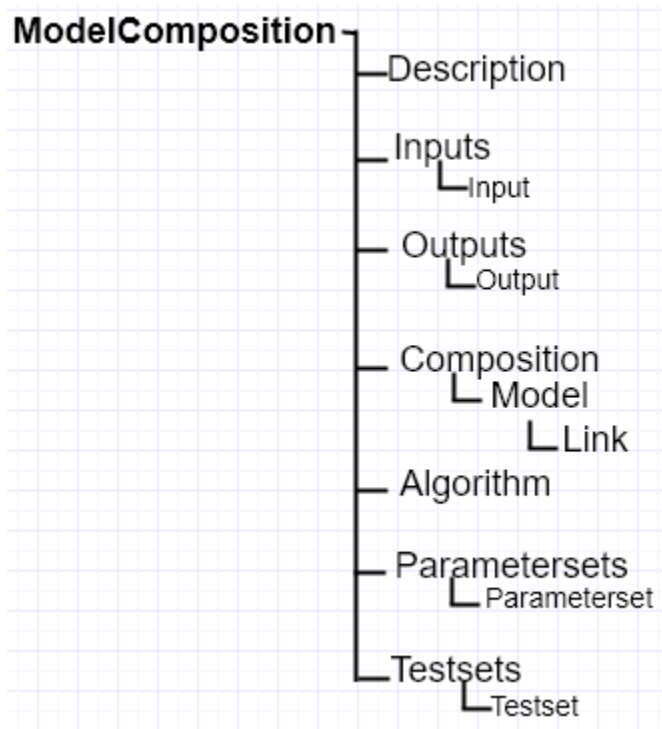 ModelComposition
Description
Inputs
Input
Outputs
Output
Composition
Model
Link
Algorithm
Parametersets
Parameterset
Testsets
Testset